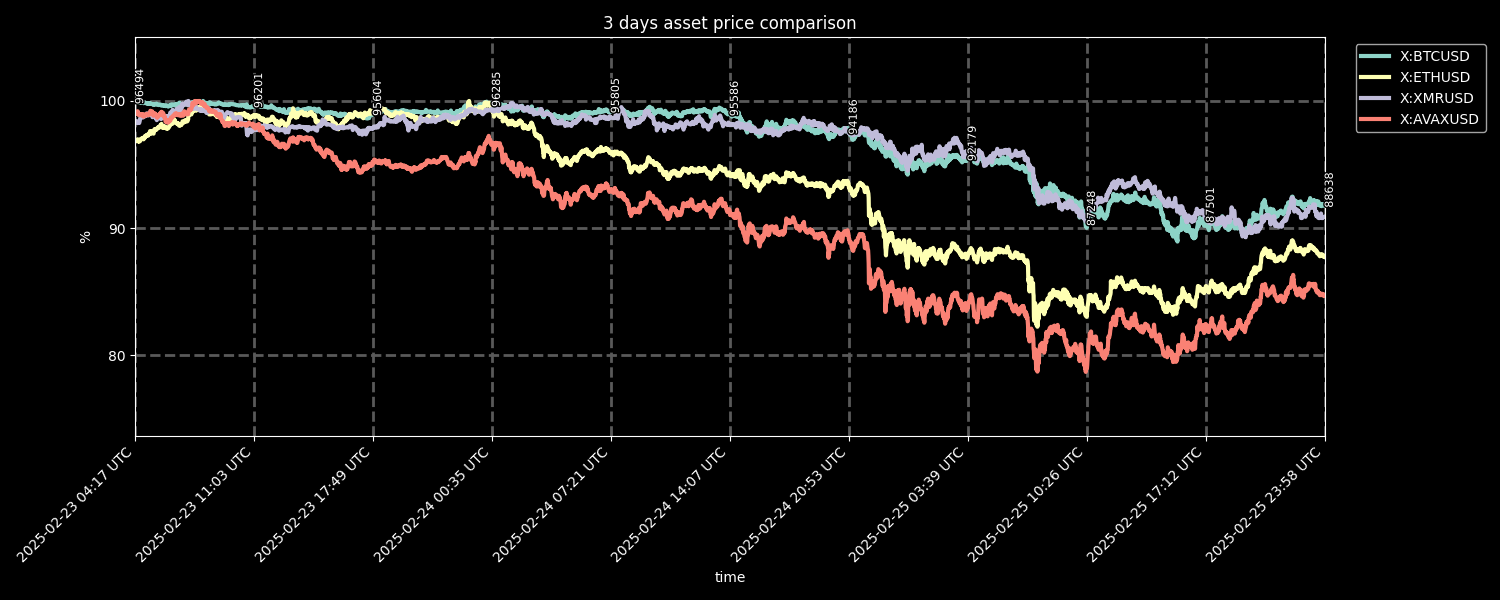 3 days asset price comparison
X:BTCUSD
X:ETHUSD
X:XMRUSD
X:AVAXUSD
100
90
80
%
96494
96201
95604
96285
95805
95586
94186
92179
87248
87501
88638
2025-02-23 04:17 UTC
2025-02-23 11:03 UTC
2025-02-23 17:49 UTC
2025-02-24 00:35 UTC
2025-02-24 07:21 UTC
2025-02-24 14:07 UTC
2025-02-24 20:53 UTC
2025-02-25 03:39 UTC
2025-02-25 10:26 UTC
2025-02-25 17:12 UTC
2025-02-25 23:58 UTC
time